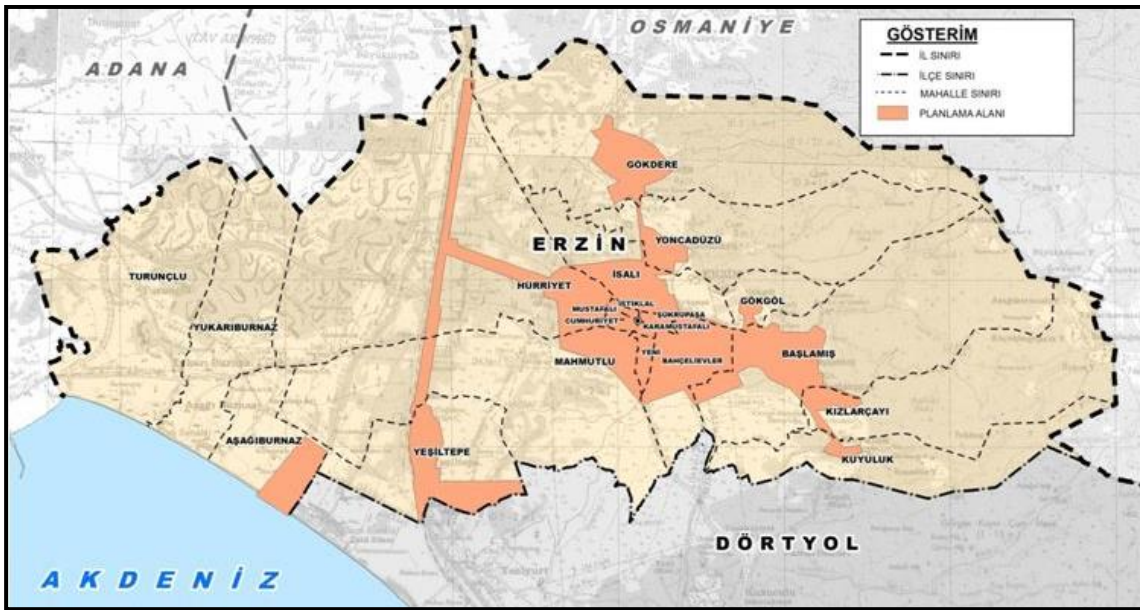 OSMANİYE
ADANA
GÖSTERİM
İL SINIRI
İLÇE SINIRI
MAHALLE SINIRI
PLANLAMA ALANI
GÖKDERE
ERZİN
YONCADÜZÜ
TURUNÇLU
İSALI
HÜRRİYET
GÖKGÖL
İSTİKLAL
MUSTAFALI
ŞÜKRÜPAŞA
CUMHURİYET
KARAMUSTAFALI
YUKARIBURNAZ
YENİ
MAHMUTLU
BAHÇELİEVLER
BAŞLAMIŞ
KIZLARÇAYI
AŞAĞIBURNAZ
YEŞİLTEPE
KUYULUK
DÖRTYOL
AKDENİZ